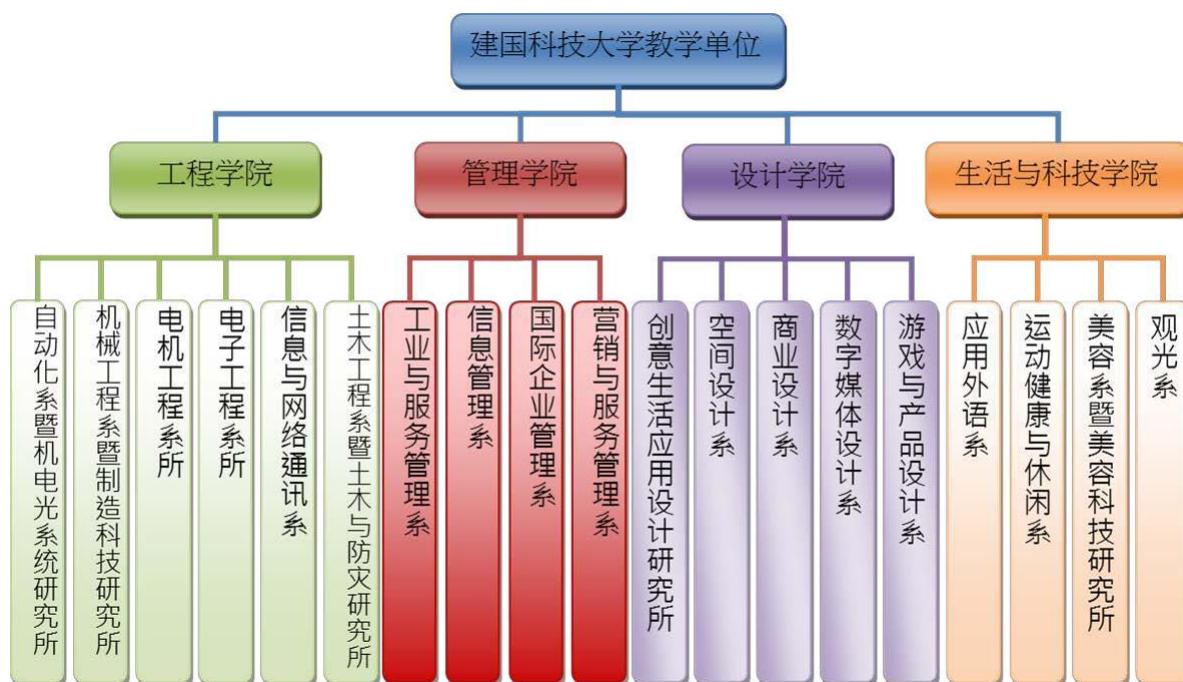 建国科技大学教学单位
工程学院
管理学院
设计学院
生活与科技学院
自动化系暨机电光系统研究所
机械工程系暨制造科技研究所
电机工程系所
电子工程系所
信息与网络通讯系
土木工程系暨土木与防灾研究所
工业与服务管理系
信息管理系
国际企业管理系
营销与服务管理系
创意生活应用设计研究所
空间设计系
商业设计系
数字媒体设计系
游戏与产品设计系
应用外语系
运动健康与休闲系
美容系暨美容科技研究所
观光系